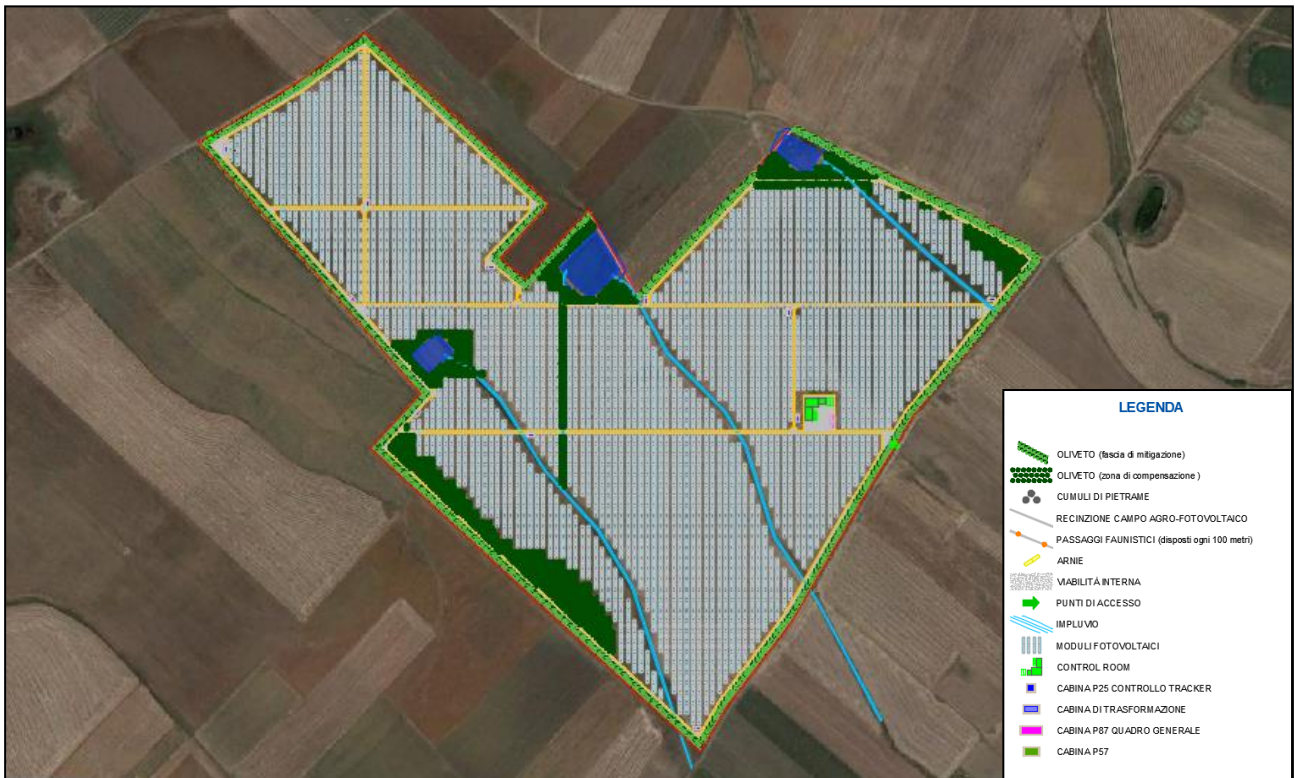 LEGENDA
OLIVETO (fascia di mitigazione)
OLIVETO (zona di compensazione )
CUMULI DI PIETRAME
RECINZIONE CAMPO AGRO-FOTOVOLTAICO
PASSAGGI FAUNISTICI (disposti ogni 100 metri)
ARNIE
VIABILITÀ INTERNA
PUNTI DI ACCESSO
IMPLUVIO
MODULI FOTOVOLTAICI
CONTROL ROOM
CABINA P25 CONTROLLO TRACKER
CABINA DI TRASFORMAZIONE
CABINA P87 QUADRO GENERALE
CABINA P57